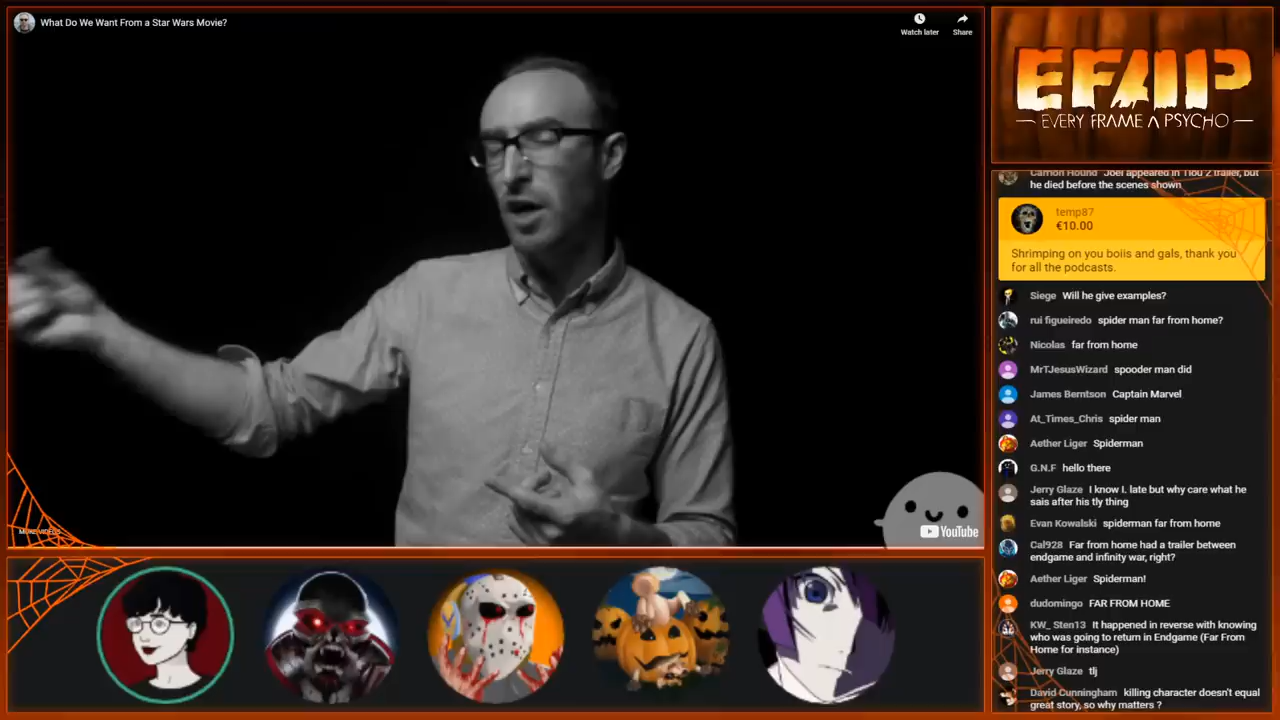 What Do We Want From a Star Wars Movie?
Watch later
Share
YouTube
EFAP
EVERY FRAME A PSYCHO
Carrion Hound Joel appeared in Tlou 2 trailer, but
he died before the scenes shown
temp87
€10.00
Shrimping on you boiis and gals, thank you
for all the podcasts.
Siege Will he give examples?
rui figueiredo spider man far from home?
Nicolas far from home
MrTJesusWizard spooder man did
James Berntson Captain Marvel
At_Times_Chris spider man
Aether Liger Spiderman
G.N.F hello there
Jerry Glaze I know I. late but why care what he
sais after his tly thing
Evan Kowalski spiderman far from home
Cal928 Far from home had a trailer between
endgame and infinity war, right?
Aether Liger Spiderman!
dudomingo FAR FROM HOME
KW_Sten13 It happened in reverse with knowing
who was going to return in Endgame (Far From
Home for instance)
Jerry Glaze tlj
David Cunningham killing character doesn't equal
great story, so why matters ?